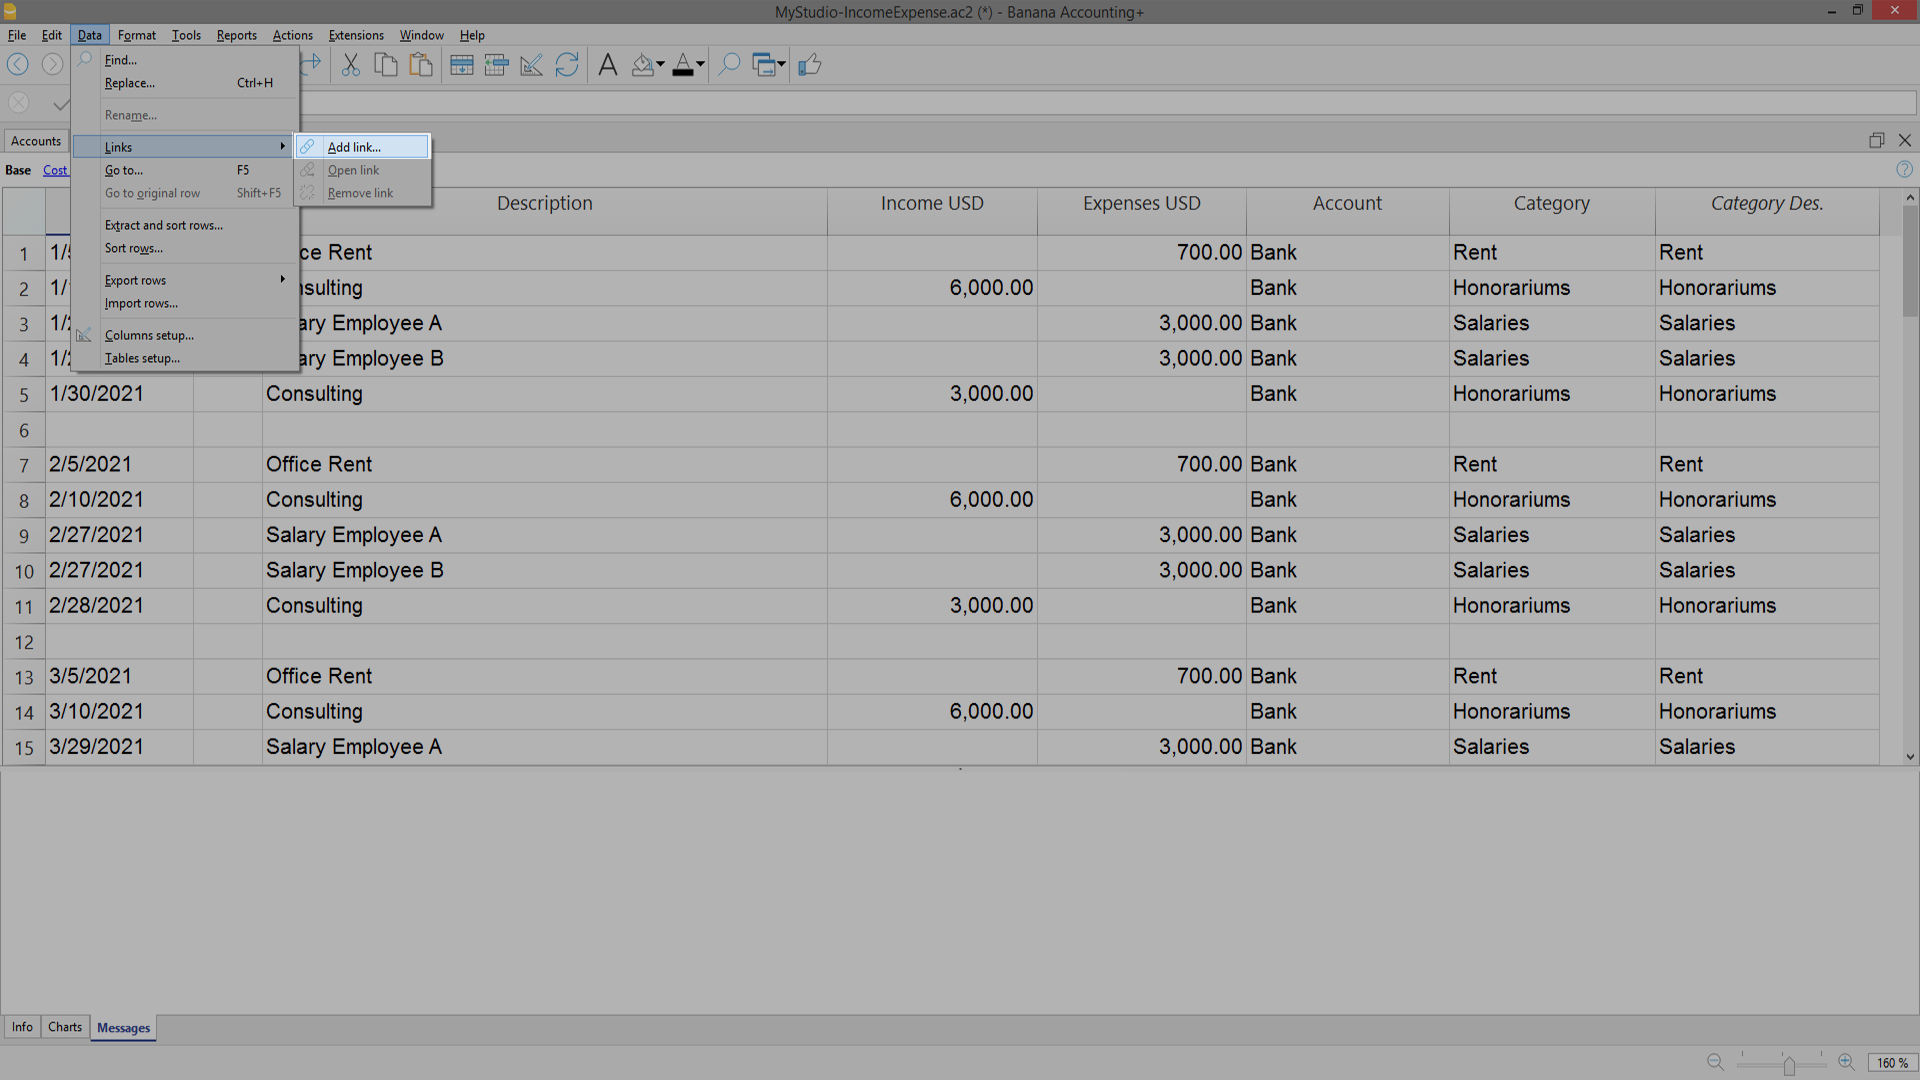 MyStudio-IncomeExpense.ac2 (*) - Banana Accounting+
File Edit Data Format Tools Reports Actions Extensions Window Help
Find...
Replace... Ctrl+H
Rename...
Accounts
Links Add link...
Base Cost
Go to... F5 Open link
Go to original row Shift+F5 Remove link
Description Income USD Expenses USD Account Category Category Des.
Extract and sort rows...
Sort rows...
1 1/5 ce Rent 700.00 Bank Rent Rent
Export rows
2 1/ nsulting 6,000.00 Bank Honorariums Honorariums
Import rows...
3 1/2 ary Employee A 3,000.00 Bank Salaries Salaries
Columns setup...
4 1/2 ary Employee B 3,000.00 Bank Salaries Salaries
Tables setup...
5 1/30/2021 Consulting 3,000.00 Bank Honorariums Honorariums
6
7 2/5/2021 Office Rent 700.00 Bank Rent Rent
8 2/10/2021 Consulting 6,000.00 Bank Honorariums Honorariums
9 2/27/2021 Salary Employee A 3,000.00 Bank Salaries Salaries
10 2/27/2021 Salary Employee B 3,000.00 Bank Salaries Salaries
11 2/28/2021 Consulting 3,000.00 Bank Honorariums Honorariums
12
13 3/5/2021 Office Rent 700.00 Bank Rent Rent
14 3/10/2021 Consulting 6,000.00 Bank Honorariums Honorariums
15 3/29/2021 Salary Employee A 3,000.00 Bank Salaries Salaries
Info Charts Messages
160 %